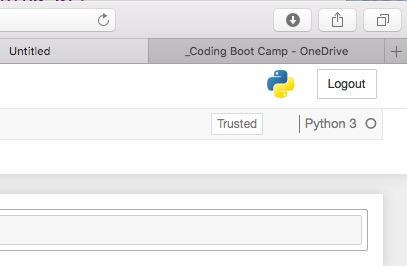 Untitled
_Coding Boot Camp - OneDrive
Logout
Trusted
Python 3